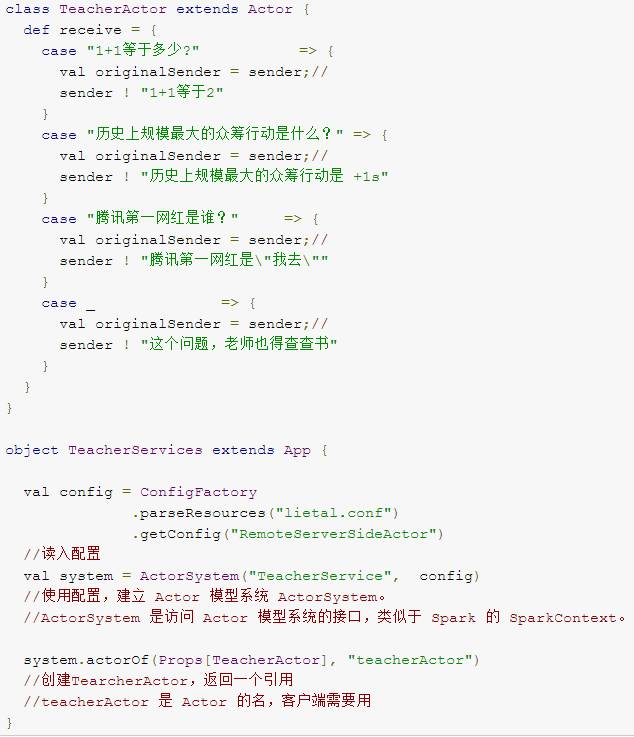 class TeacherActor extends Actor {
  def receive = {
    case "1+1等于多少?"           => {
      val originalSender = sender;//
      sender ! "1+1等于2"
    }
    case "历史上规模最大的众筹行动是什么？" => {
      val originalSender = sender;//
      sender ! "历史上规模最大的众筹行动是 +1s"
    }
    case "腾讯第一网红是谁？"     => {
      val originalSender = sender;//
      sender ! "腾讯第一网红是\"我去\""
    }
    case _              => {
      val originalSender = sender;//
      sender ! "这个问题，老师也得查查书"
    }
  }
}

object TeacherServices extends App {

  val config = ConfigFactory
              .parseResources("lietal.conf")
              .getConfig("RemoteServerSideActor")
  //读入配置
  val system = ActorSystem("TeacherService",  config)
  //使用配置，建立 Actor 模型系统 ActorSystem。
  //ActorSystem 是访问 Actor 模型系统的接口，类似于 Spark 的 SparkContext。

  system.actorOf(Props[TeacherActor], "teacherActor")
  //创建TearcherActor，返回一个引用
  //teacherActor 是 Actor 的名，客户端需要用
}